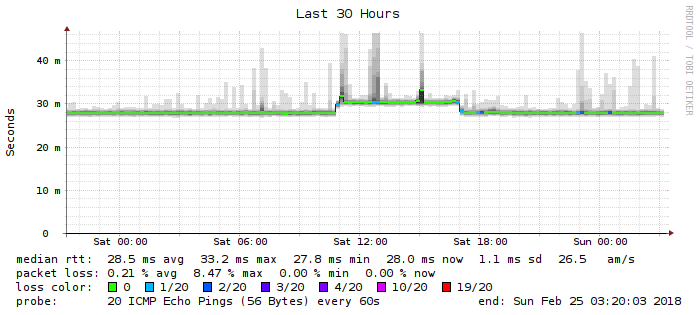 Last 30 Hours
RRDTOOL / TOBI OETIKER
Seconds
40 m
30 m
20 m
10 m
0
Sat 00:00 Sat 06:00 Sat 12:00 Sat 18:00 Sun 00:00
median rtt: 28.5 ms avg 33.2 ms max 27.8 ms min 28.0 ms now 1.1 ms sd 26.5 am/s
packet loss: 0.21 % avg 8.47 % max 0.00 % min 0.00 % now
loss color: 0 1/20 2/20 3/20 4/20 10/20 19/20
probe: 20 ICMP Echo Pings (56 Bytes) every 60s end: Sun Feb 25 03:20:03 2018